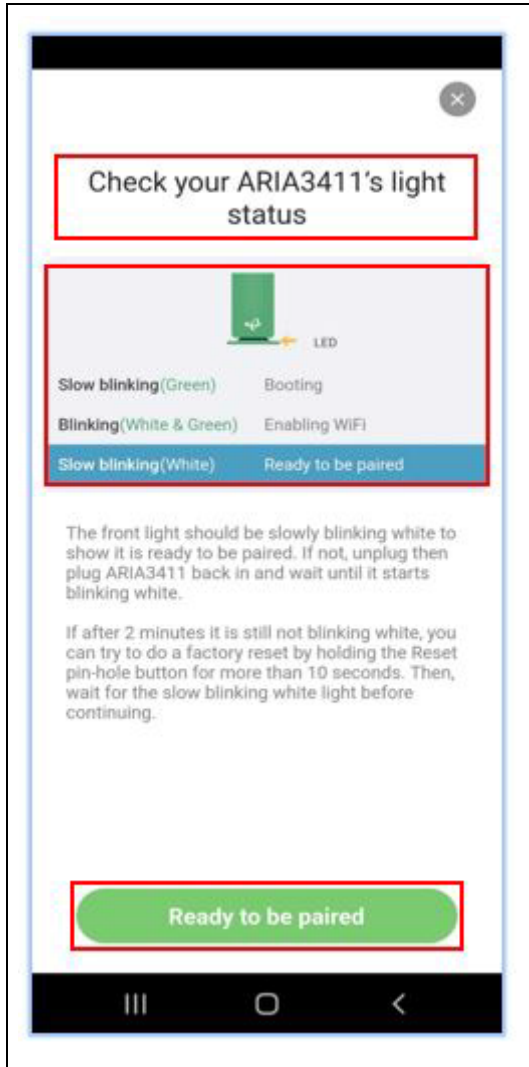 Check your ARIA3411's light
status
LED
Slow blinking(Green) Booting
Blinking(White & Green) Enabling WiFi
Slow blinking(White) Ready to be paired
The front light should be slowly blinking white to
show it is ready to be paired. If not, unplug then
plug ARIA3411 back in and wait until it starts
blinking white.
If after 2 minutes it is still not blinking white, you
can try to do a factory reset by holding the Reset
pin-hole button for more than 10 seconds. Then,
wait for the slow blinking white light before
continuing.
Ready to be paired